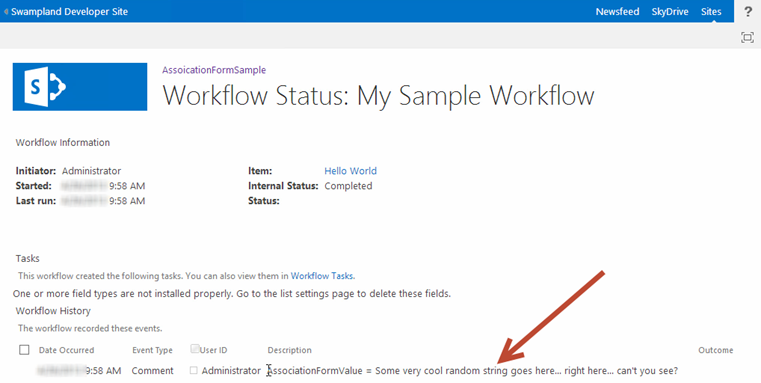 Swampland Developer Site Newsfeed SkyDrive Sites ?
S
AssoicationFormSample
Workflow Status: My Sample Workflow
Workflow Information
Initiator: Administrator Item: Hello World
Started: 9:58 AM Internal Status: Completed
Last run: 9:58 AM Status:
Tasks
This workflow created the following tasks. You can also view them in Workflow Tasks.
One or more field types are not installed properly. Go to the list settings page to delete these fields.
Workflow History
The workflow recorded these events.
Date Occurred Event Type User ID Description Outcome
9:58 AM Comment Administrator AssociationFormValue = Some very cool random string goes here... right here... can't you see?